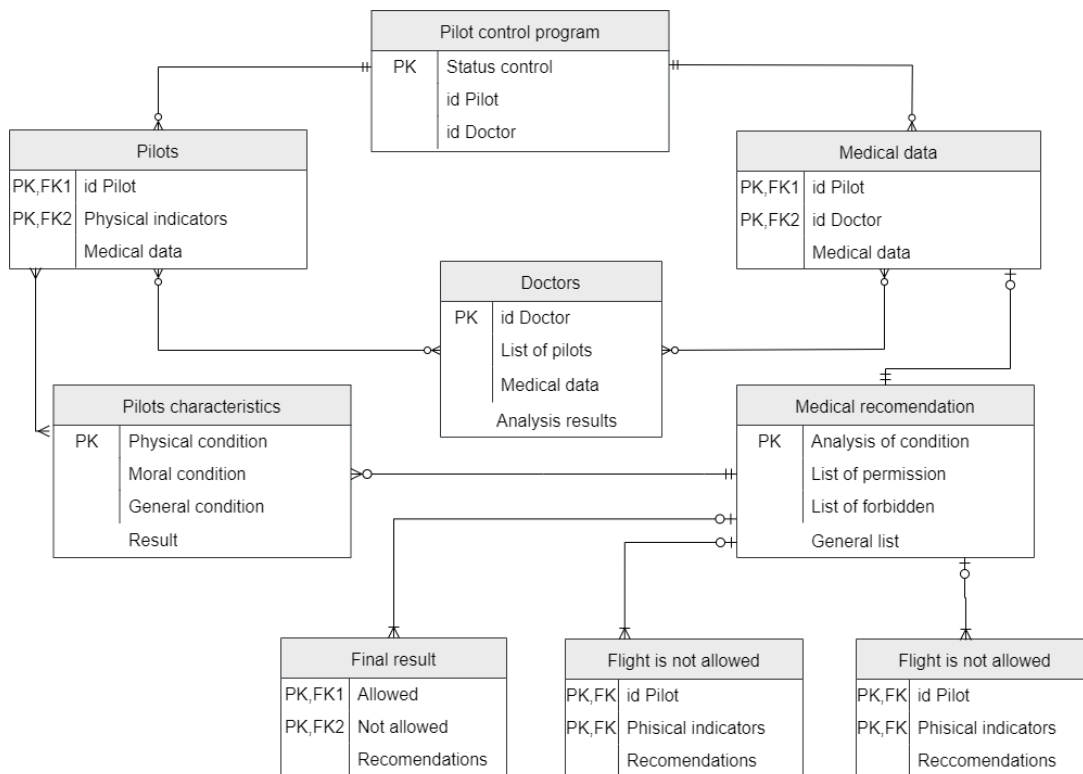 Pilot control program
PK Status control
id Pilot
id Doctor
Pilots
PK,FK1 id Pilot
PK,FK2 Physical indicators
Medical data
Medical data
PK,FK1 id Pilot
PK,FK2 id Doctor
Medical data
Doctors
PK id Doctor
List of pilots
Medical data
Analysis results
Pilots characteristics
PK Physical condition
Moral condition
General condition
Result
Medical recomendation
PK Analysis of condition
List of permission
List of forbidden
General list
Final result
PK,FK1 Allowed
PK,FK2 Not allowed
Recomendations
Flight is not allowed
PK,FK id Pilot
PK,FK Phisical indicators
Recomendations
Flight is not allowed
PK,FK id Pilot
PK,FK Phisical indicators
Reccomendations